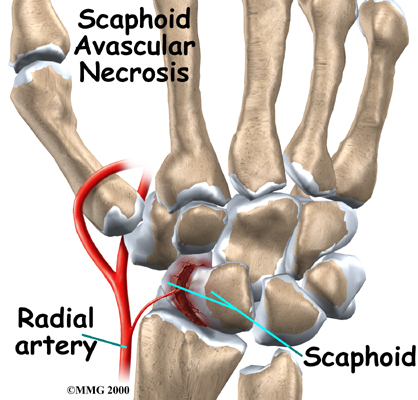 Scaphoid
Avascular
Necrosis
Radial
artery
Scaphoid
©MMG 2000